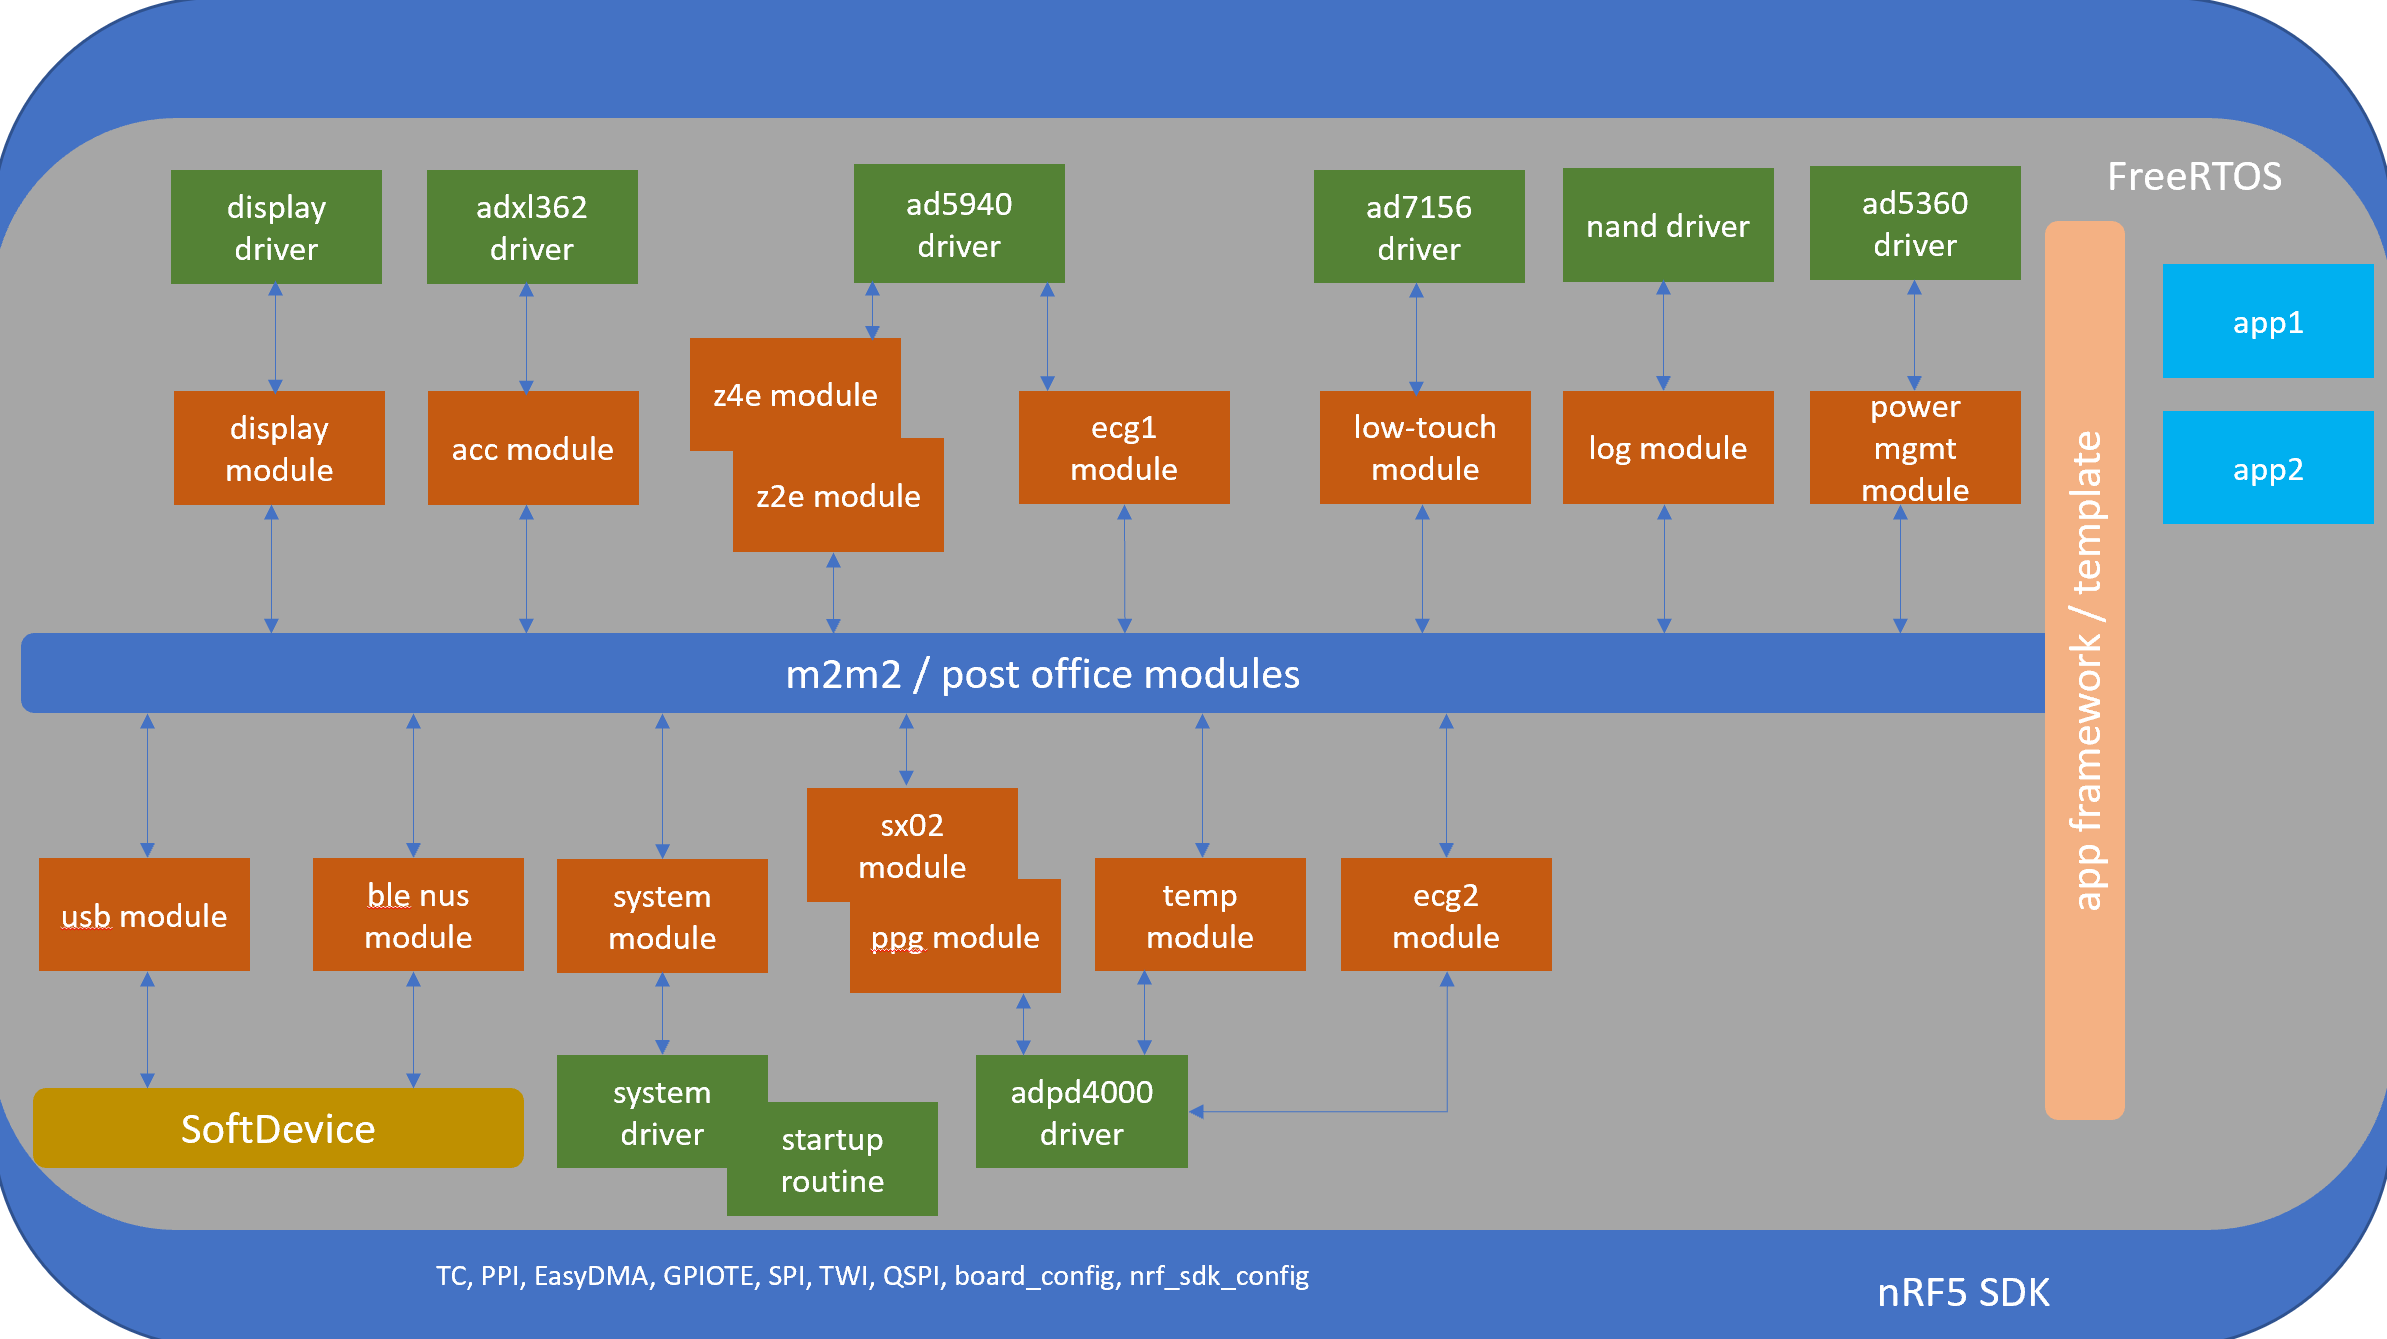 FreeRTOS
display
driver
adxl362
driver
ad5940
driver
ad7156
driver
nand driver
ad5360
driver
app1
app2
display
module
acc module
z4e module
z2e module
ecg1
module
low-touch
module
log module
power
mgmt
module
app framework / template
m2m2 / post office modules
usb module
ble nus
module
system
module
sx02
module
ppg module
temp
module
ecg2
module
SoftDevice
system
driver
startup
routine
adpd4000
driver
TC, PPI, EasyDMA, GPIOTE, SPI, TWI, QSPI, board_config, nrf_sdk_config
nRF5 SDK